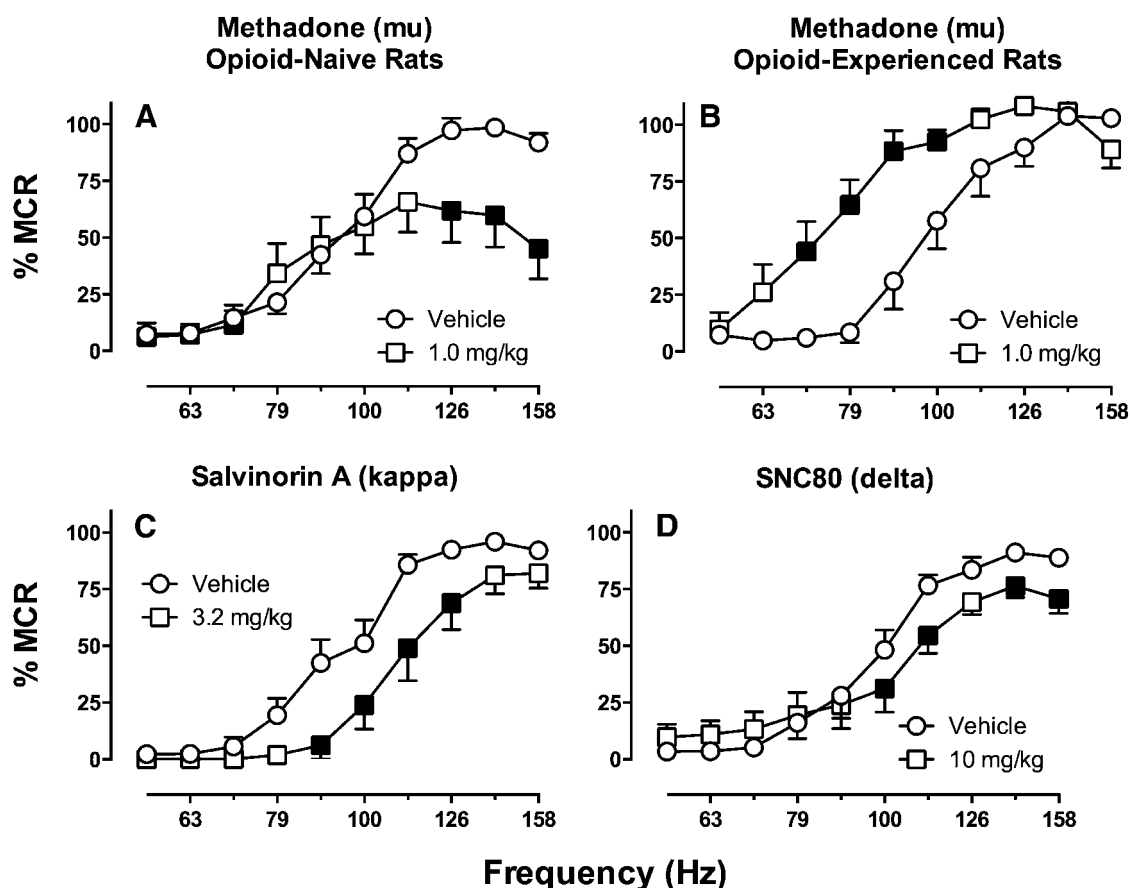 Methadone (mu)
Opioid-Naive Rats
Methadone (mu)
Opioid-Experienced Rats
A
100
75
50
25
0
% MCR
Vehicle
1.0 mg/kg
63
79
100
126
158
B
100
75
50
25
0
Vehicle
1.0 mg/kg
63
79
100
126
158
Salvinorin A (kappa)
SNC80 (delta)
C
100
75
50
25
0
% MCR
Vehicle
3.2 mg/kg
63
79
100
126
158
D
100
75
50
25
0
Vehicle
10 mg/kg
63
79
100
126
158
Frequency (Hz)